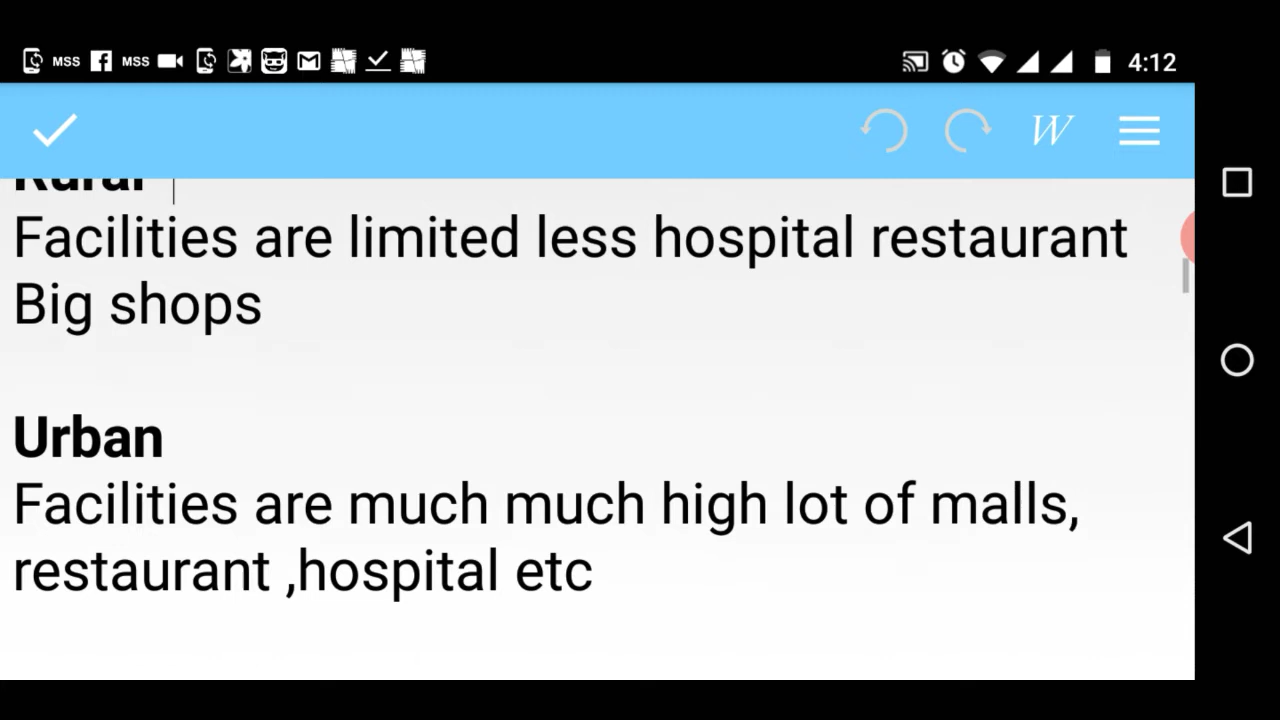 MSS MSS 4:12
W
Rural
Facilities are limited less hospital restaurant
Big shops
Urban
Facilities are much much high lot of malls,
restaurant ,hospital etc